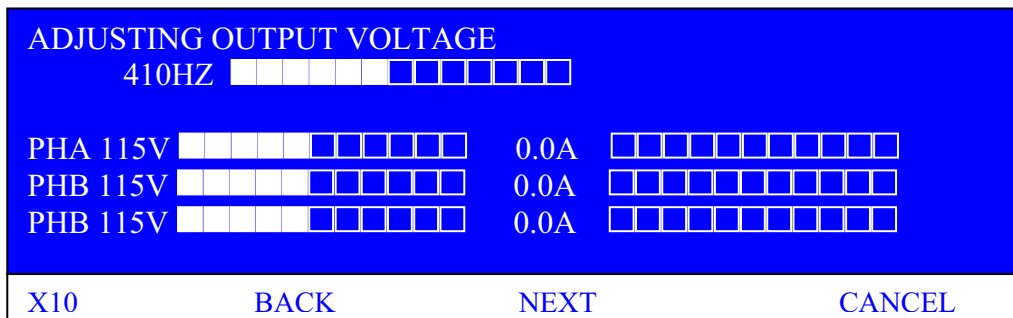 ADJUSTING OUTPUT VOLTAGE
410HZ
PHA 115V 0.0A
PHB 115V 0.0A
PHB 115V 0.0A
X10 BACK NEXT CANCEL